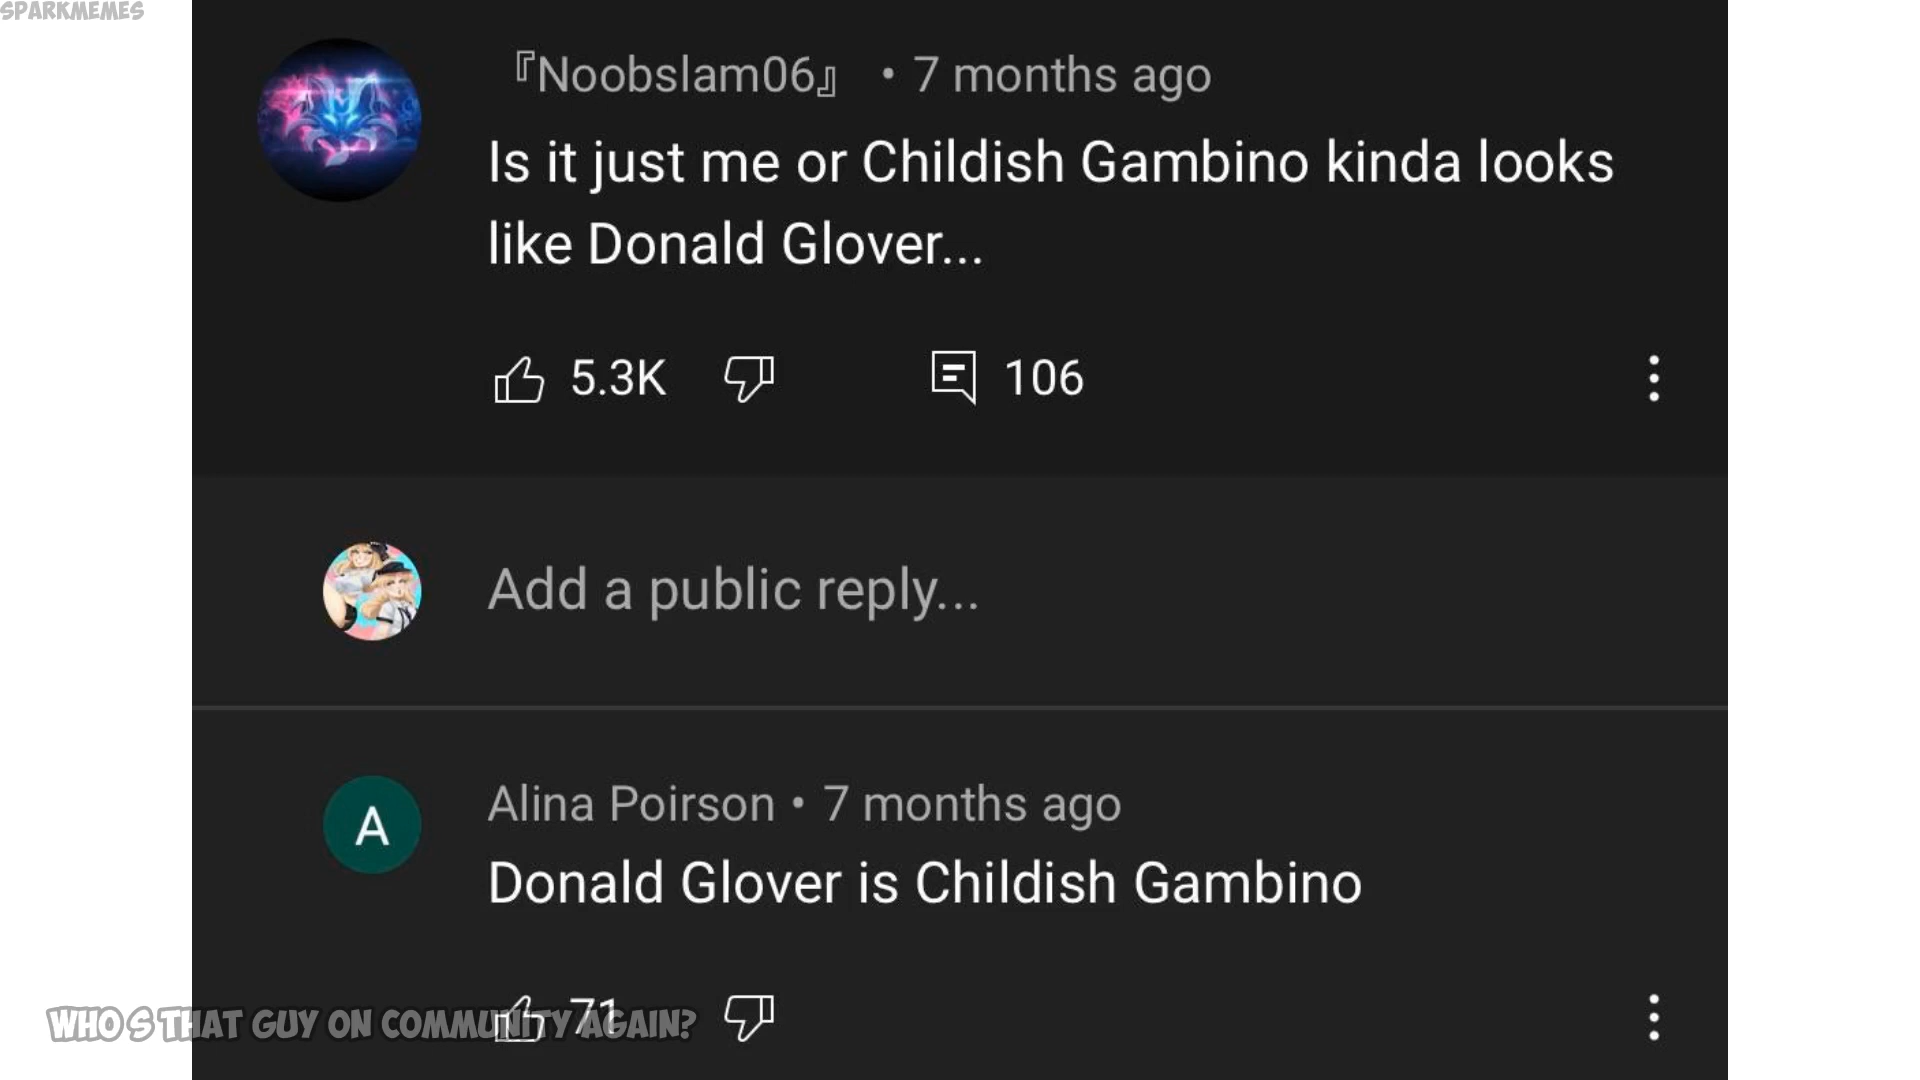 SPARKMEMES
『Noobslam06』 • 7 months ago
Is it just me or Childish Gambino kinda looks
like Donald Glover...
5.3K
106
Add a public reply...
A
Alina Poirson • 7 months ago
Donald Glover is Childish Gambino
71
WHO'S THAT GUY ON COMMUNITY AGAIN?